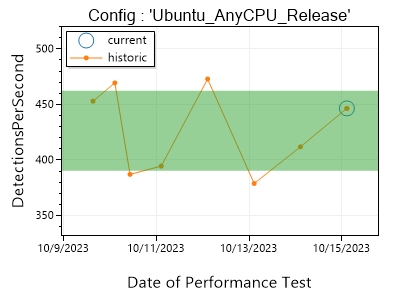 Config : 'Ubuntu_AnyCPU_Release'
current
historic
DetectionsPerSecond
500
450
400
350
10/9/2023
10/11/2023
10/13/2023
10/15/2023
Date of Performance Test